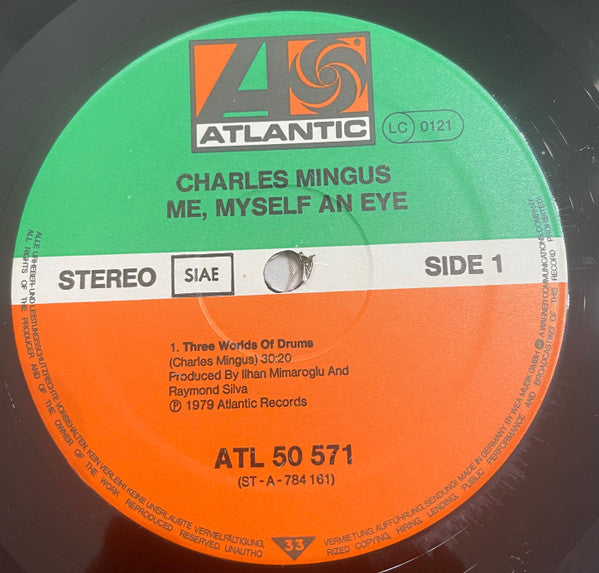 ATLANTIC
LC 0121
CHARLES MINGUS
ME, MYSELF AN EYE
STEREO SIAE SIDE 1
1. Three Worlds Of Drums
(Charles Mingus) 30:20
Produced By Ilhan Mimaroglu And
Raymond Silva
℗ 1979 Atlantic Records
ATL 50 571
(ST-A-784 161)
33
ALLE URHEBER- UND LEISTUNGSSCHUTZRECHTE VORBEHALTEN. KEIN VERLEIH! KEINE UNERLAUBTE VERVIELFÄLTIGUNG, VERMIETUNG, AUFFÜHRUNG, SENDUNG! MADE IN GERMANY BY WEA MUSIK GMBH ℗ A WARNER COMMUNICATIONS COMPANY
ALL RIGHTS OF THE PRODUCER AND OF THE OWNER OF THE WORK REPRODUCED RESERVED. UNAUTHO RIZED COPYING, HIRING, LENDING, PUBLIC PERFORMANCE AND BROADCASTING OF THIS RECORD PROHIBITED.